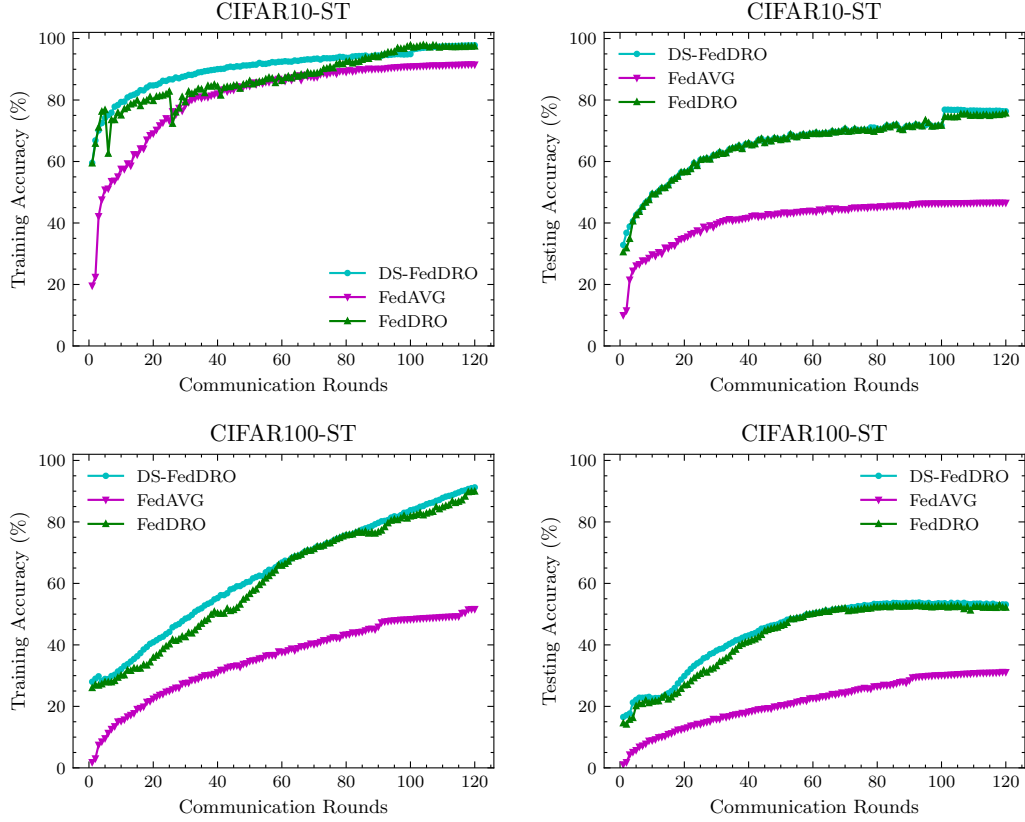 CIFAR10-ST
Training Accuracy (%)
100
80
60
40
20
0
DS-FedDRO
FedAVG
FedDRO
0 20 40 60 80 100 120
Communication Rounds
CIFAR10-ST
Testing Accuracy (%)
100
80
60
40
20
0
DS-FedDRO
FedAVG
FedDRO
0 20 40 60 80 100 120
Communication Rounds
CIFAR100-ST
Training Accuracy (%)
100
80
60
40
20
0
DS-FedDRO
FedAVG
FedDRO
0 20 40 60 80 100 120
Communication Rounds
CIFAR100-ST
Testing Accuracy (%)
100
80
60
40
20
0
DS-FedDRO
FedAVG
FedDRO
0 20 40 60 80 100 120
Communication Rounds